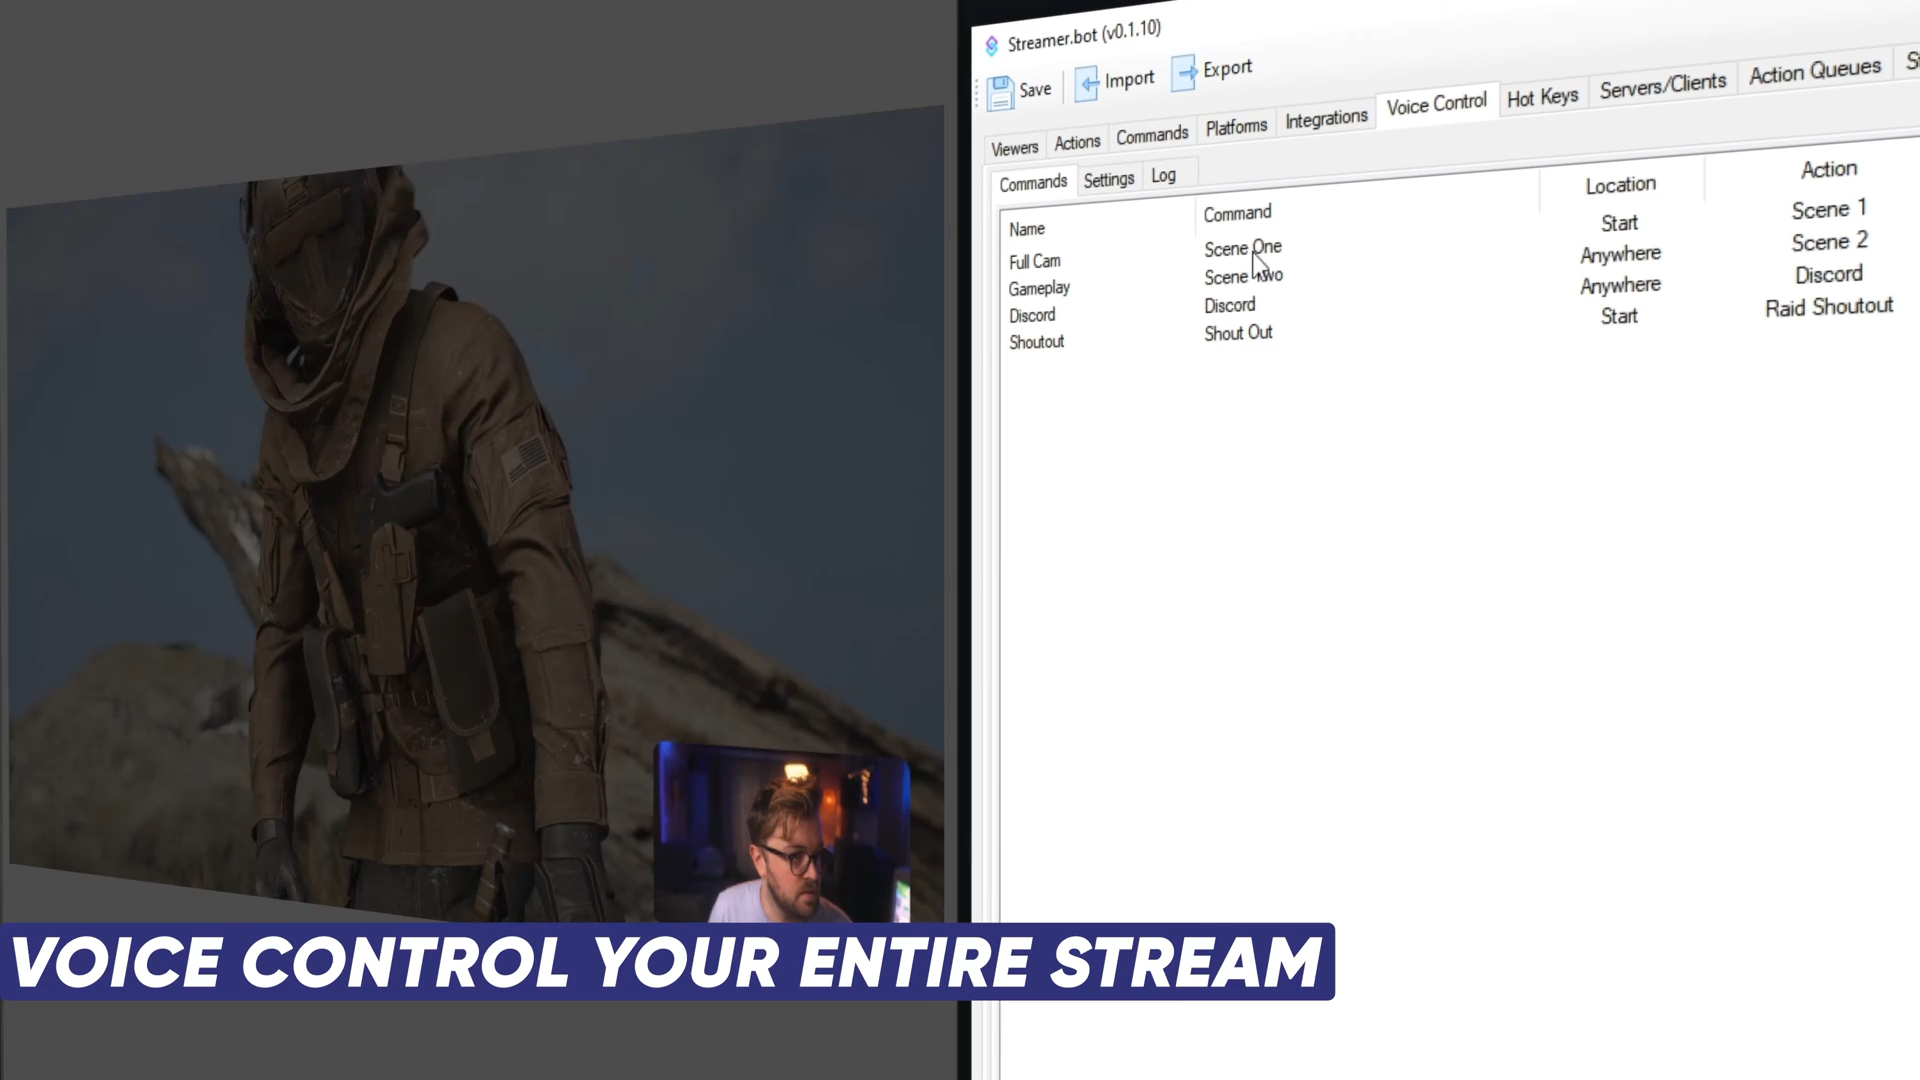 Streamer.bot (v0.1.10)
Save Import Export
Viewers Actions Commands Platforms Integrations Voice Control Hot Keys Servers/Clients Action Queues
Commands Settings Log
Name Command Location Action
Full Cam Scene One Start Scene 1
Gameplay Scene Two Anywhere Scene 2
Discord Discord Anywhere Discord
Shoutout Shout Out Start Raid Shoutout
VOICE CONTROL YOUR ENTIRE STREAM